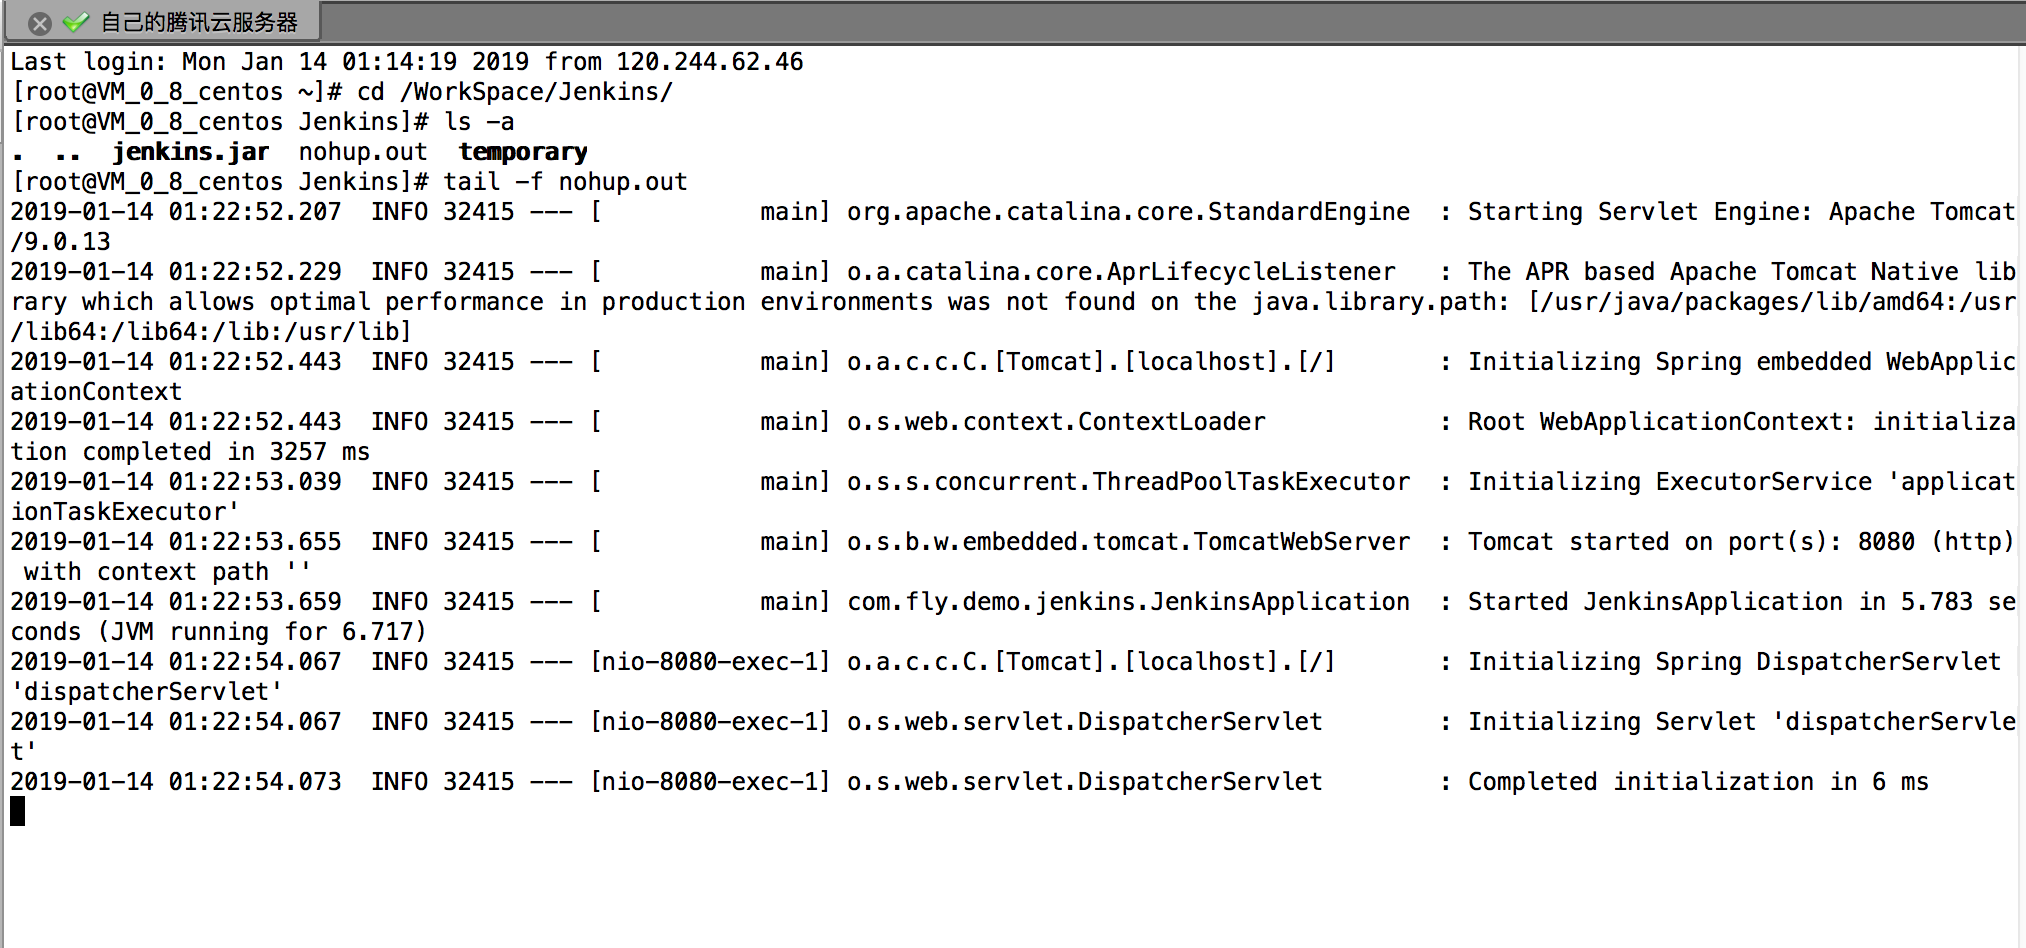 自己的腾讯云服务器
Last login: Mon Jan 14 01:14:19 2019 from 120.244.62.46
[root@VM_0_8_centos ~]# cd /WorkSpace/Jenkins/
[root@VM_0_8_centos Jenkins]# ls -a
.  ..  jenkins.jar  nohup.out  temporary
[root@VM_0_8_centos Jenkins]# tail -f nohup.out
2019-01-14 01:22:52.207  INFO 32415 --- [           main] org.apache.catalina.core.StandardEngine  : Starting Servlet Engine: Apache Tomcat
/9.0.13
2019-01-14 01:22:52.229  INFO 32415 --- [           main] o.a.catalina.core.AprLifecycleListener   : The APR based Apache Tomcat Native lib
rary which allows optimal performance in production environments was not found on the java.library.path: [/usr/java/packages/lib/amd64:/usr
/lib64:/lib64:/lib:/usr/lib]
2019-01-14 01:22:52.443  INFO 32415 --- [           main] o.a.c.c.C.[Tomcat].[localhost].[/]       : Initializing Spring embedded WebApplic
ationContext
2019-01-14 01:22:52.443  INFO 32415 --- [           main] o.s.web.context.ContextLoader            : Root WebApplicationContext: initializa
tion completed in 3257 ms
2019-01-14 01:22:53.039  INFO 32415 --- [           main] o.s.s.concurrent.ThreadPoolTaskExecutor  : Initializing ExecutorService 'applicat
ionTaskExecutor'
2019-01-14 01:22:53.655  INFO 32415 --- [           main] o.s.b.w.embedded.tomcat.TomcatWebServer  : Tomcat started on port(s): 8080 (http)
 with context path ''
2019-01-14 01:22:53.659  INFO 32415 --- [           main] com.fly.demo.jenkins.JenkinsApplication  : Started JenkinsApplication in 5.783 se
conds (JVM running for 6.717)
2019-01-14 01:22:54.067  INFO 32415 --- [nio-8080-exec-1] o.a.c.c.C.[Tomcat].[localhost].[/]       : Initializing Spring DispatcherServlet
'dispatcherServlet'
2019-01-14 01:22:54.067  INFO 32415 --- [nio-8080-exec-1] o.s.web.servlet.DispatcherServlet        : Initializing Servlet 'dispatcherServle
t'
2019-01-14 01:22:54.073  INFO 32415 --- [nio-8080-exec-1] o.s.web.servlet.DispatcherServlet        : Completed initialization in 6 ms